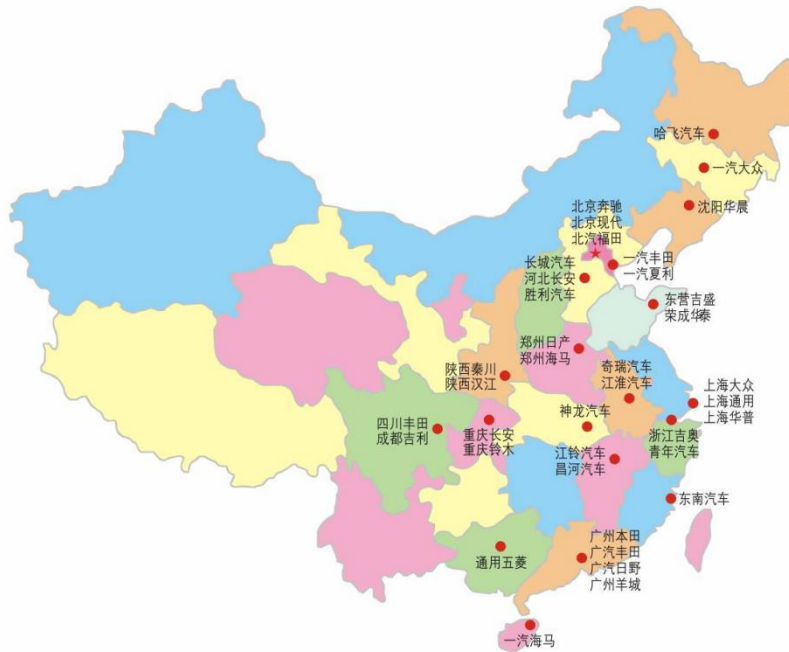 哈飞汽车
一汽大众
沈阳华晨
北京奔驰
北京现代
北汽福田
一汽丰田
一汽夏利
长城汽车
河北长安
胜利汽车
东营吉盛
荣成华泰
郑州日产
郑州海马
陕西秦川
陕西汉江
奇瑞汽车
江淮汽车
上海大众
上海通用
上海华普
四川丰田
成都吉利
重庆长安
重庆铃木
神龙汽车
浙江吉奥
青年汽车
江铃汽车
昌河汽车
东南汽车
广州本田
广汽丰田
广汽日野
广州羊城
通用五菱
一汽海马